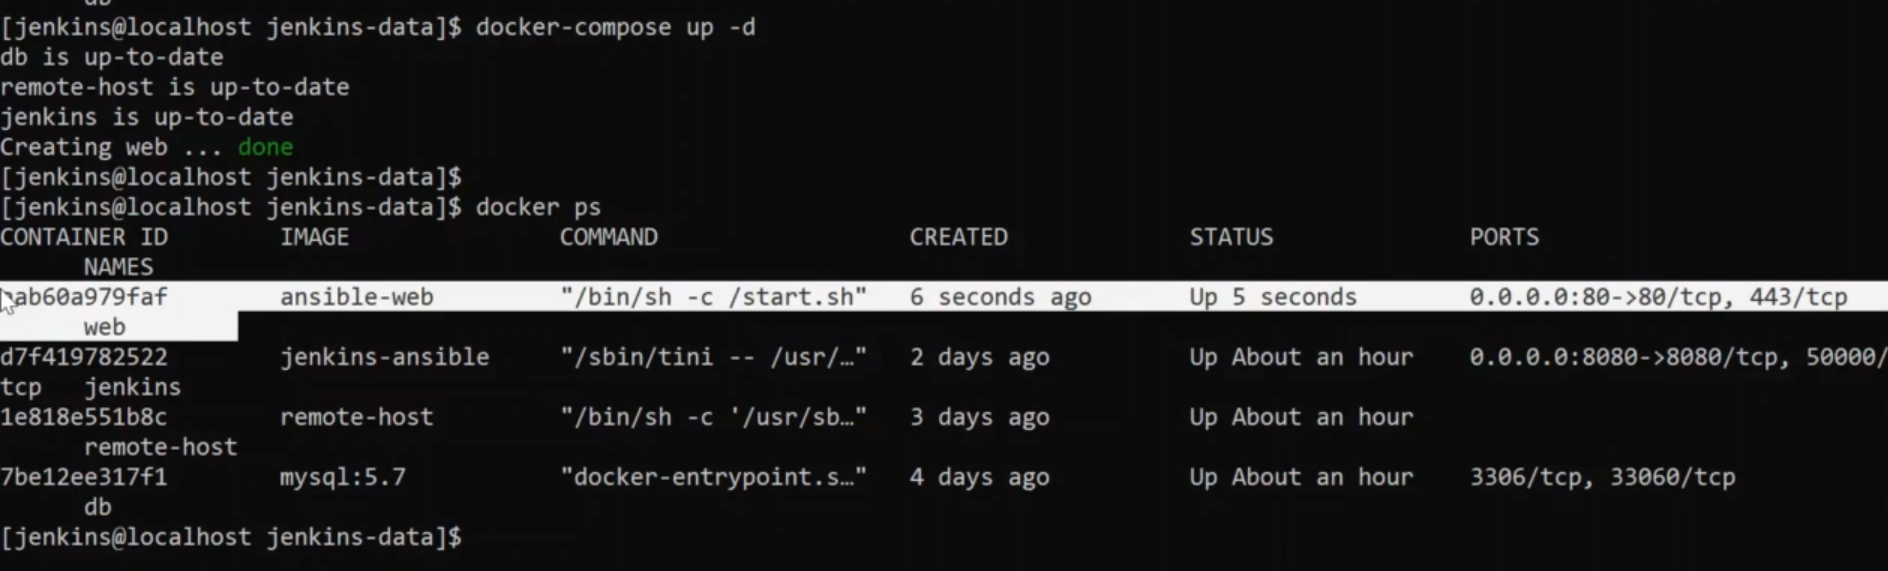 db
[jenkins@localhost jenkins-data]$ docker-compose up -d
db is up-to-date
remote-host is up-to-date
jenkins is up-to-date
Creating web ... done
[jenkins@localhost jenkins-data]$
[jenkins@localhost jenkins-data]$ docker ps
CONTAINER ID IMAGE COMMAND CREATED STATUS PORTS
NAMES
ansible-web "/bin/sh -c /start.sh" 6 seconds ago Up 5 seconds 0.0.0.0:80->80/tcp, 443/tcp
web
d7f419782522 jenkins-ansible "/sbin/tini -- /usr/…" 2 days ago Up About an hour 0.0.0.0:8080->8080/tcp, 50000/
tcp jenkins
1e818e551b8c remote-host "/bin/sh -c '/usr/sb…" 3 days ago Up About an hour
remote-host
7be12ee317f1 mysql:5.7 "docker-entrypoint.s…" 4 days ago Up About an hour 3306/tcp, 33060/tcp
db
[jenkins@localhost jenkins-data]$